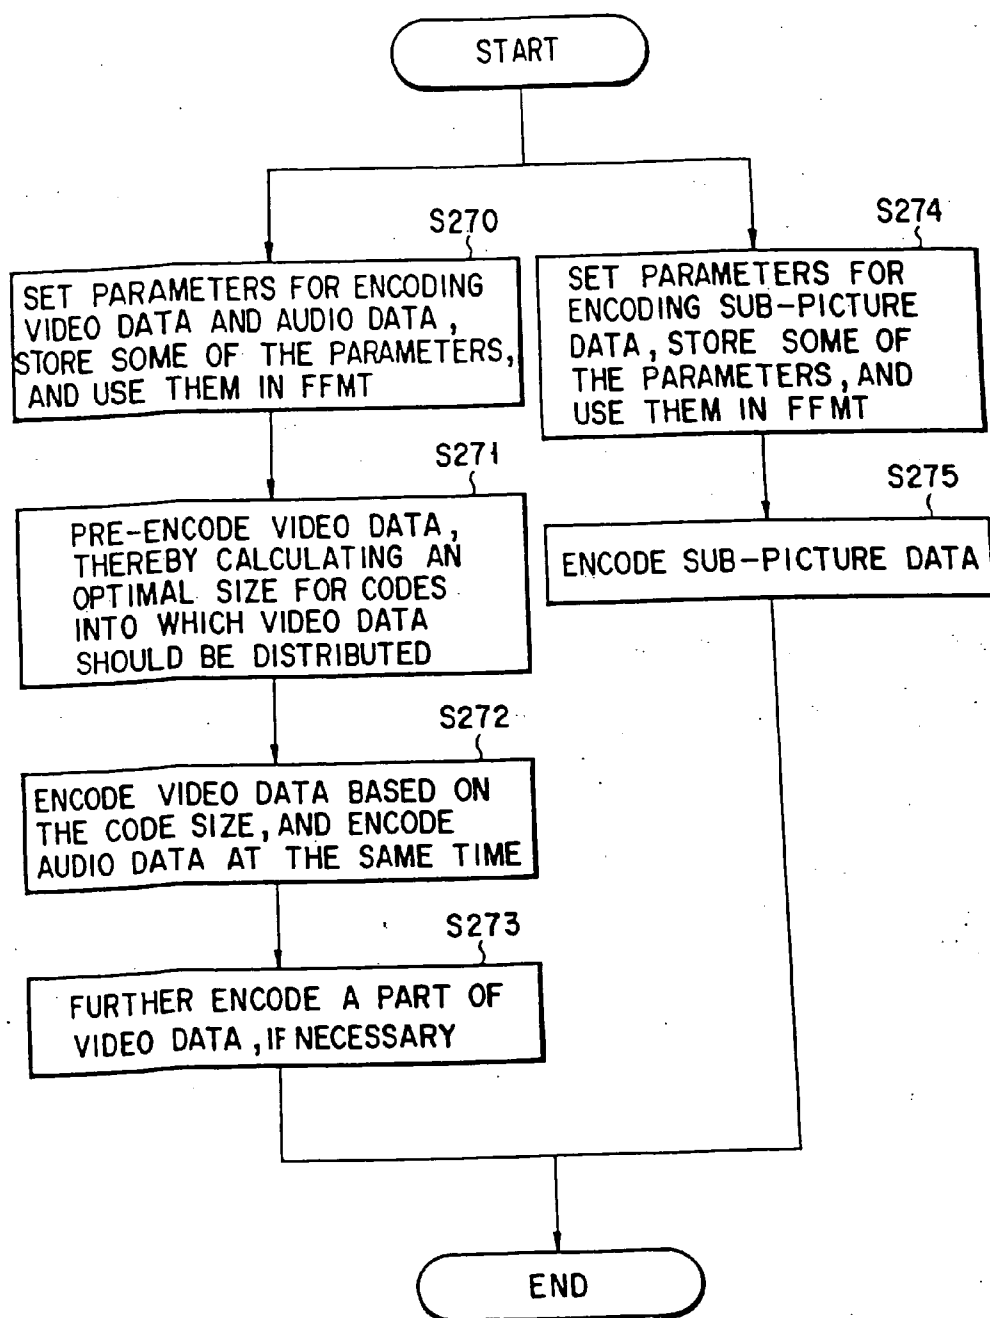 START
S270
SET PARAMETERS FOR ENCODING
VIDEO DATA AND AUDIO DATA,
STORE SOME OF THE PARAMETERS,
AND USE THEM IN FFMT
S271
PRE-ENCODE VIDEO DATA,
THEREBY CALCULATING AN
OPTIMAL SIZE FOR CODES
INTO WHICH VIDEO DATA
SHOULD BE DISTRIBUTED
S272
ENCODE VIDEO DATA BASED ON
THE CODE SIZE, AND ENCODE
AUDIO DATA AT THE SAME TIME
S273
FURTHER ENCODE A PART OF
VIDEO DATA, IF NECESSARY
S274
SET PARAMETERS FOR
ENCODING SUB-PICTURE
DATA, STORE SOME OF
THE PARAMETERS, AND
USE THEM IN FFMT
S275
ENCODE SUB-PICTURE DATA
END